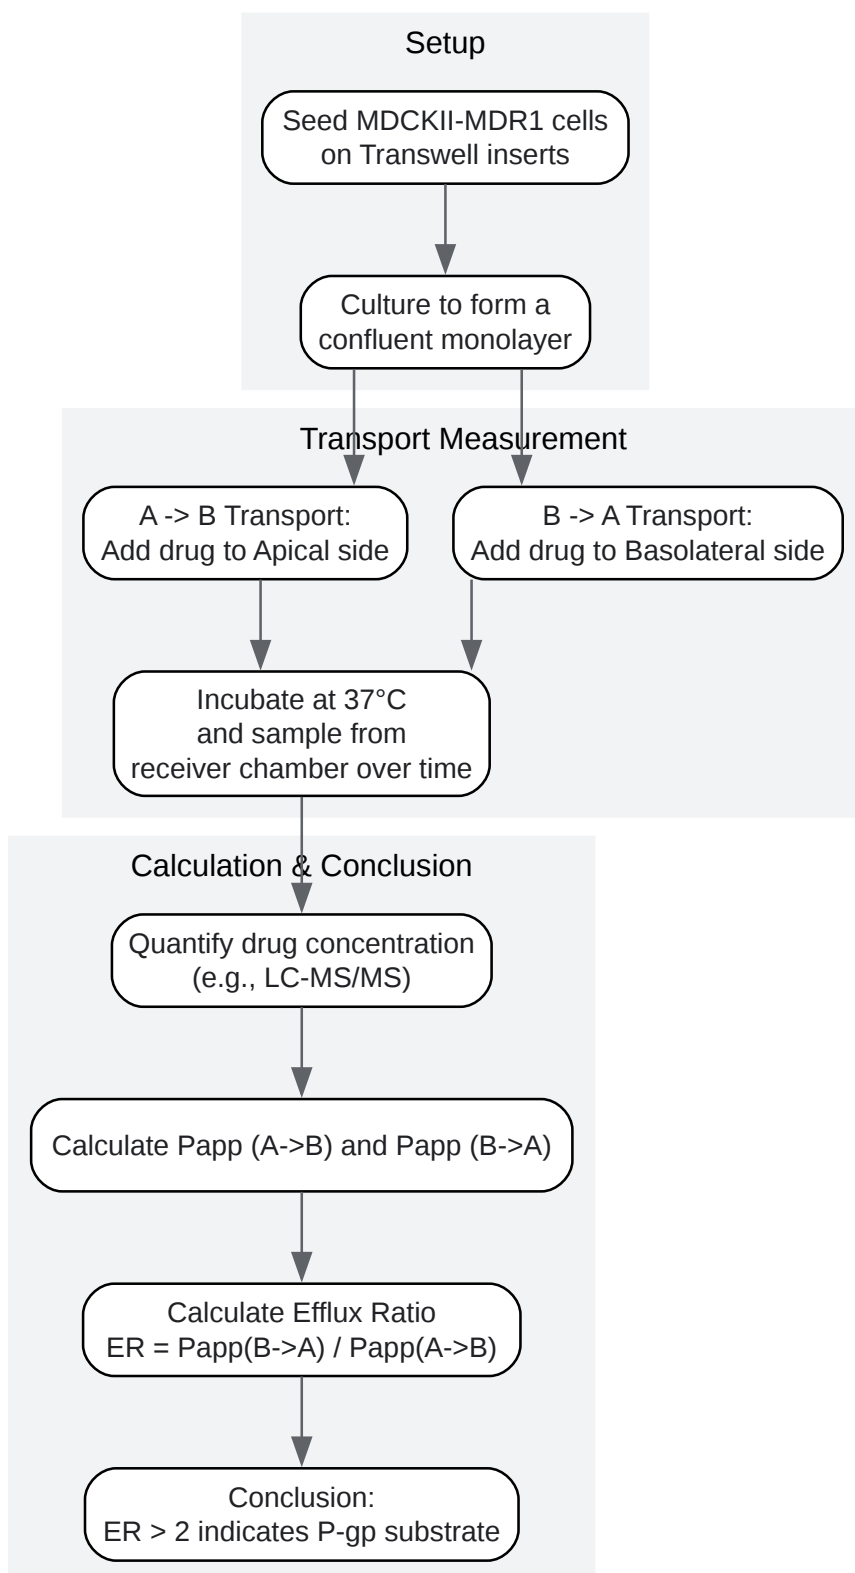 Setup
Seed MDCKII-MDR1 cells
on Transwell inserts
Culture to form a
confluent monolayer
Transport Measurement
A -> B Transport:
Add drug to Apical side
B -> A Transport:
Add drug to Basolateral side
Incubate at 37°C
and sample from
receiver chamber over time
Calculation & Conclusion
Quantify drug concentration
(e.g., LC-MS/MS)
Calculate Papp (A->B) and Papp (B->A)
Calculate Efflux Ratio
ER = Papp(B->A) / Papp(A->B)
Conclusion:
ER > 2 indicates P-gp substrate